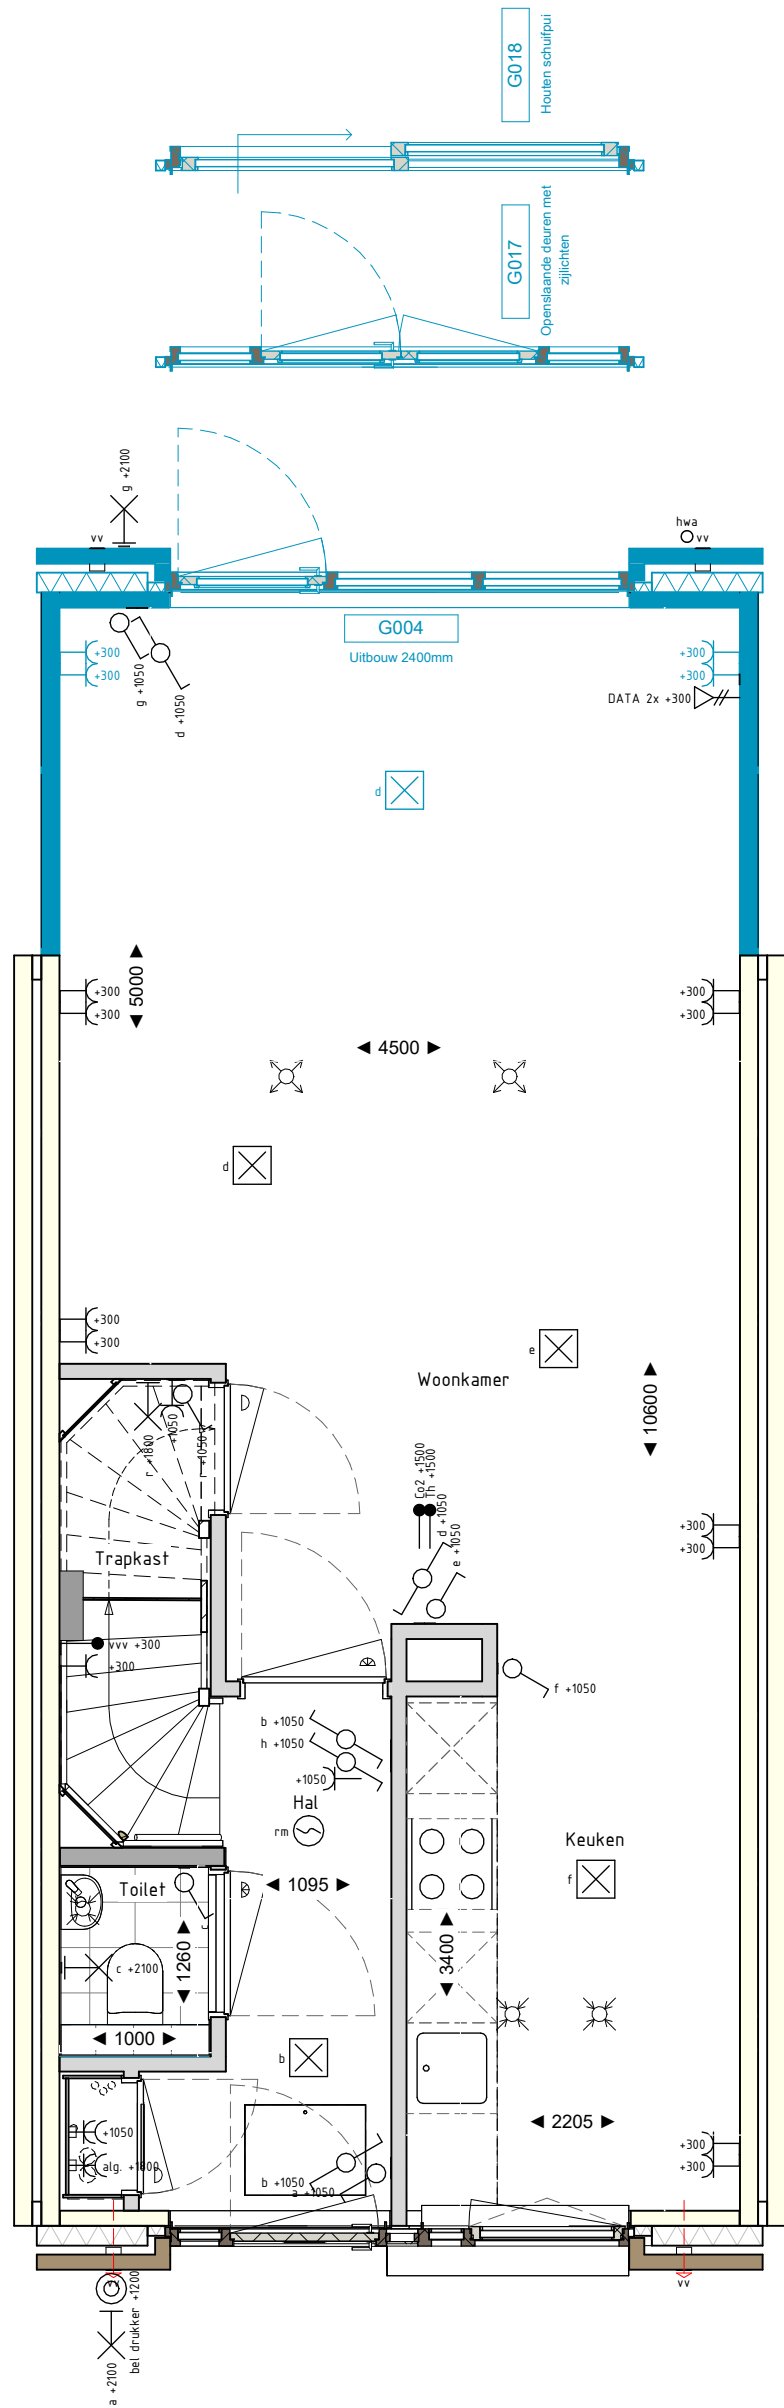 G018
Houten schuifpui
G017
Openslaande deuren met
zijlichten
g +2100
vv
hwa
vv
G004
Uitbouw 2400mm
+300
+300
g +1050
d +1050
+300
+300
DATA 2x +300
d
+300
+300
5000
+300
+300
4500
d
+300
+300
e
Woonkamer
10600
r +1800
+1050
+1050
Co2 +1500
Th +1500
d +1050
e +1050
+300
+300
Trapkast
vvv +300
+300
f +1050
b +1050
h +1050
+1050
Hal
rm
Keuken
f
Toilet
c
1095
1260
3400
c +2100
1000
b
2205
+1050
alg. +1800
b +1050
a +1050
+300
+300
vv
vv
bel drukker +1200
a +2100